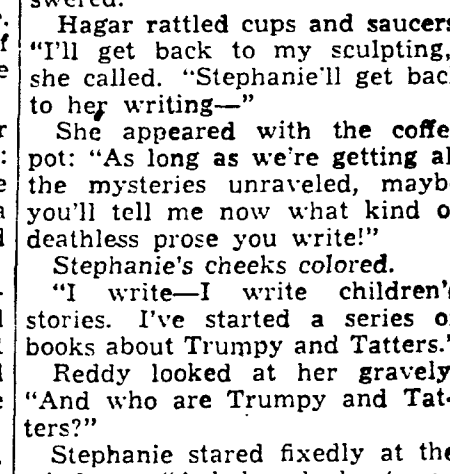 swered.
Hagar rattled cups and saucers
"I'll get back to my sculpting,
she called. "Stephanie'll get bac
to her writing—"
She appeared with the coffe
pot: "As long as we're getting al
the mysteries unraveled, mayb
you'll tell me now what kind o
deathless prose you write!"
Stephanie's cheeks colored.
"I write—I write children'
stories. I've started a series o
books about Trumpy and Tatters.'
Reddy looked at her gravely
"And who are Trumpy and Tat-
ters?"
Stephanie stared fixedly at the